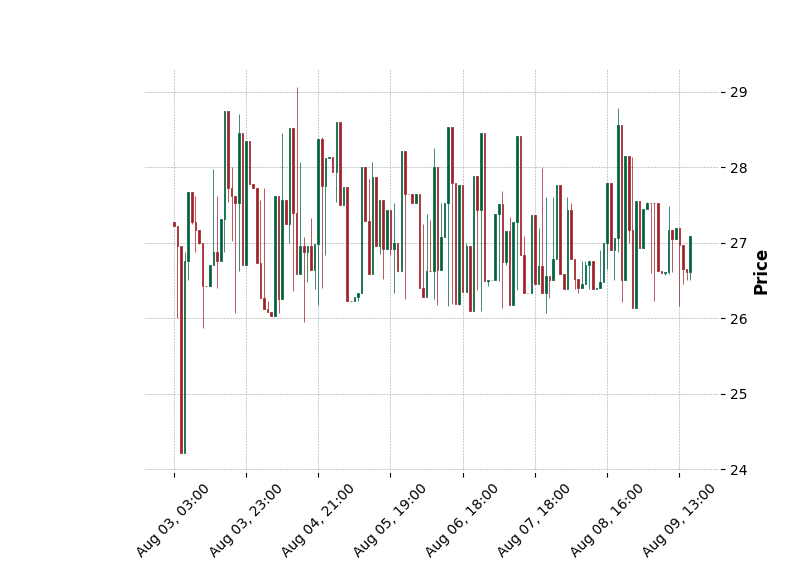 29
28
27
26
25
24
Price
Aug 03, 03:00
Aug 03, 23:00
Aug 04, 21:00
Aug 05, 19:00
Aug 06, 18:00
Aug 07, 18:00
Aug 08, 16:00
Aug 09, 13:00